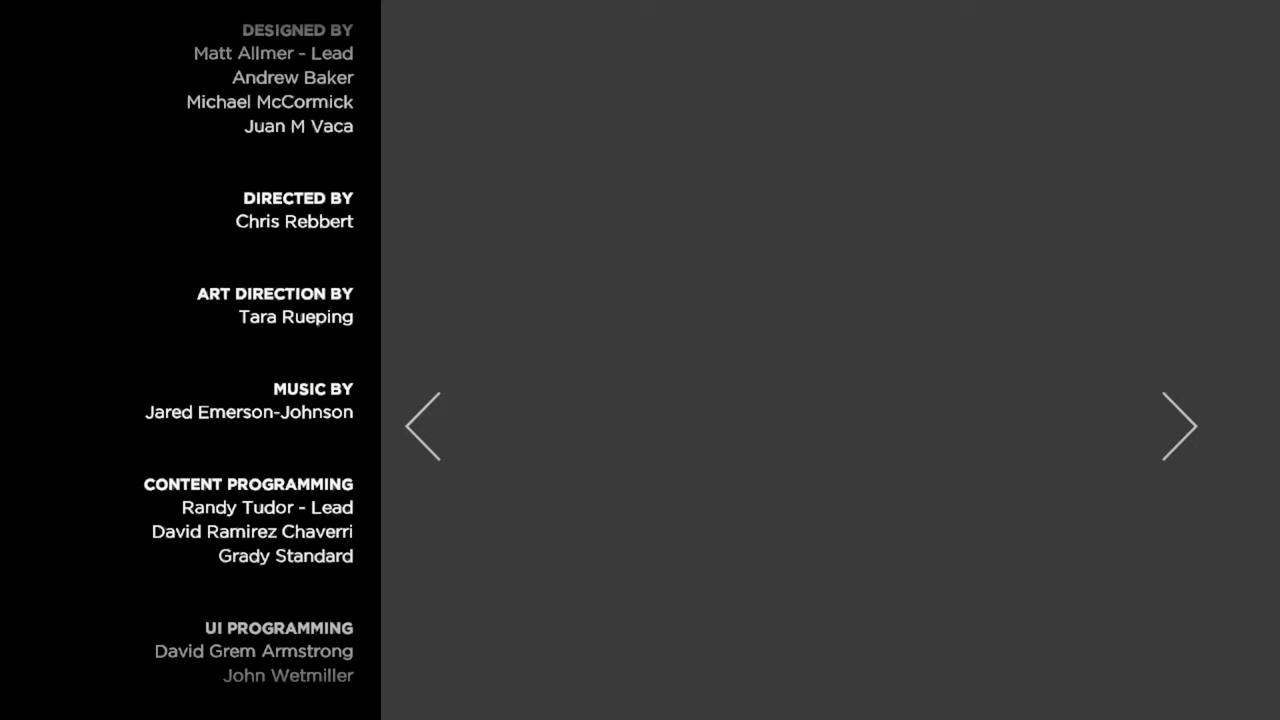 DESIGNED BY
Matt Allmer - Lead
Andrew Baker
Michael McCormick
Juan M Vaca
DIRECTED BY
Chris Rebbert
ART DIRECTION BY
Tara Rueping
MUSIC BY
Jared Emerson-Johnson
CONTENT PROGRAMMING
Randy Tudor - Lead
David Ramirez Chaverri
Grady Standard
UI PROGRAMMING
David Grem Armstrong
John Wetmiller